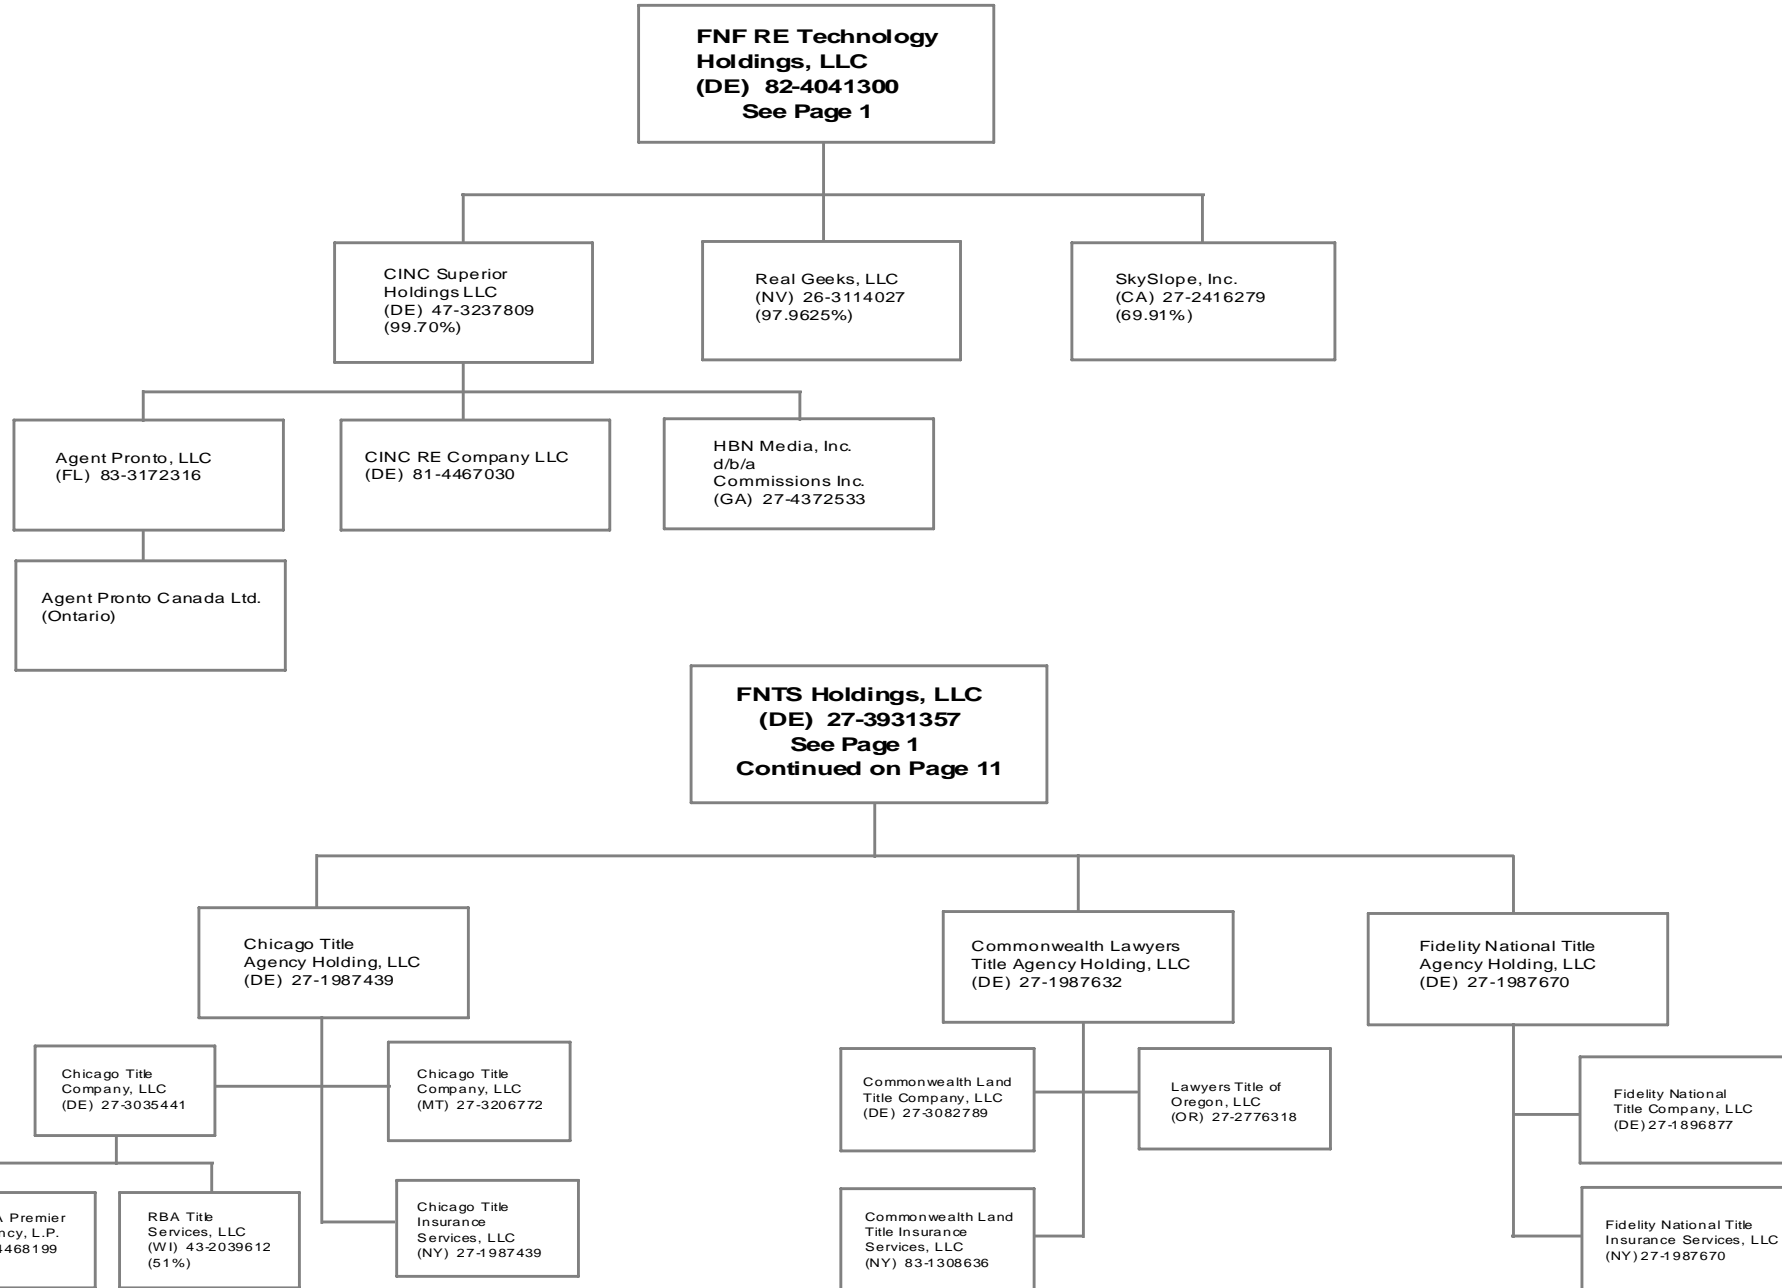 FNF RE Technology
Holdings, LLC
(DE) 82-4041300
See Page 1
CINC Superior
Holdings LLC
(DE) 47-3237809
(99.70%)
Real Geeks, LLC
(NV) 26-3114027
(97.9625%)
SkySlope, Inc.
(CA) 27-2416279
(69.91%)
Agent Pronto, LLC
(FL) 83-3172316
CINC RE Company LLC
(DE) 81-4467030
HBN Media, Inc.
d/b/a
Commissions Inc.
(GA) 27-4372533
Agent Pronto Canada Ltd.
(Ontario)
FNTS Holdings, LLC
(DE) 27-3931357
See Page 1
Continued on Page 11
Chicago Title
Agency Holding, LLC
(DE) 27-1987439
Commonwealth Lawyers
Title Agency Holding, LLC
(DE) 27-1987632
Fidelity National Title
Agency Holding, LLC
(DE) 27-1987670
Chicago Title
Company, LLC
(DE) 27-3035441
Chicago Title
Company, LLC
(MT) 27-3206772
Commonwealth Land
Title Company, LLC
(DE) 27-3082789
Lawyers Title of
Oregon, LLC
(OR) 27-2776318
Fidelity National
Title Company, LLC
(DE) 27-1896877
Premier
L.P.
468199
RBA Title
Services, LLC
(WI) 43-2039612
(51%)
Chicago Title
Insurance
Services, LLC
(NY) 27-1987439
Commonwealth Land
Title Insurance
Services, LLC
(NY) 83-1308636
Fidelity National Title
Insurance Services, LLC
(NY) 27-1987670